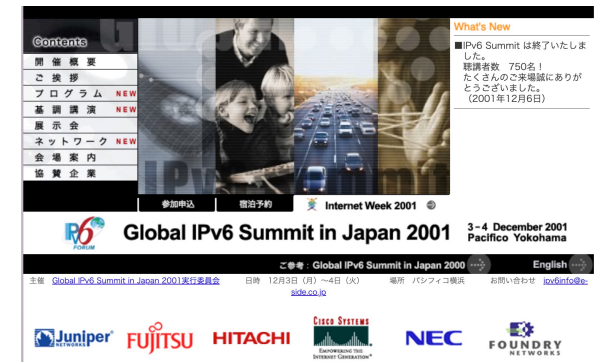 Contents
開 催 概 要
ご 挨 拶
プ ロ グ ラ ム NEW
基 調 講 演 NEW
展 示 会
ネ ッ ト ワ ー ク NEW
会 場 案 内
協 賛 企 業
Global
IPv6 Summit
What's New
■IPv6 Summit は終了いたしま
した。
聴講者数 750名！
たくさんのご来場誠にありが
とうございました。
（2001年12月6日）
参加申込
宿泊予約
Internet Week 2001
IPv6
FORUM
Global IPv6 Summit in Japan 2001
3-4 December 2001
Pacifico Yokohama
ご参考：Global IPv6 Summit in Japan 2000
English
主催 Global IPv6 Summit in Japan 2001実行委員会 日時 12月3日（月）～4日（火） 場所 パシフィコ横浜 お問い合わせ ipv6info@e-
side.co.jp
Juniper
NETWORKS
FUJITSU
HITACHI
CISCO SYSTEMS
EMPOWERING THE
INTERNET GENERATION
NEC
FOUNDRY
NETWORKS